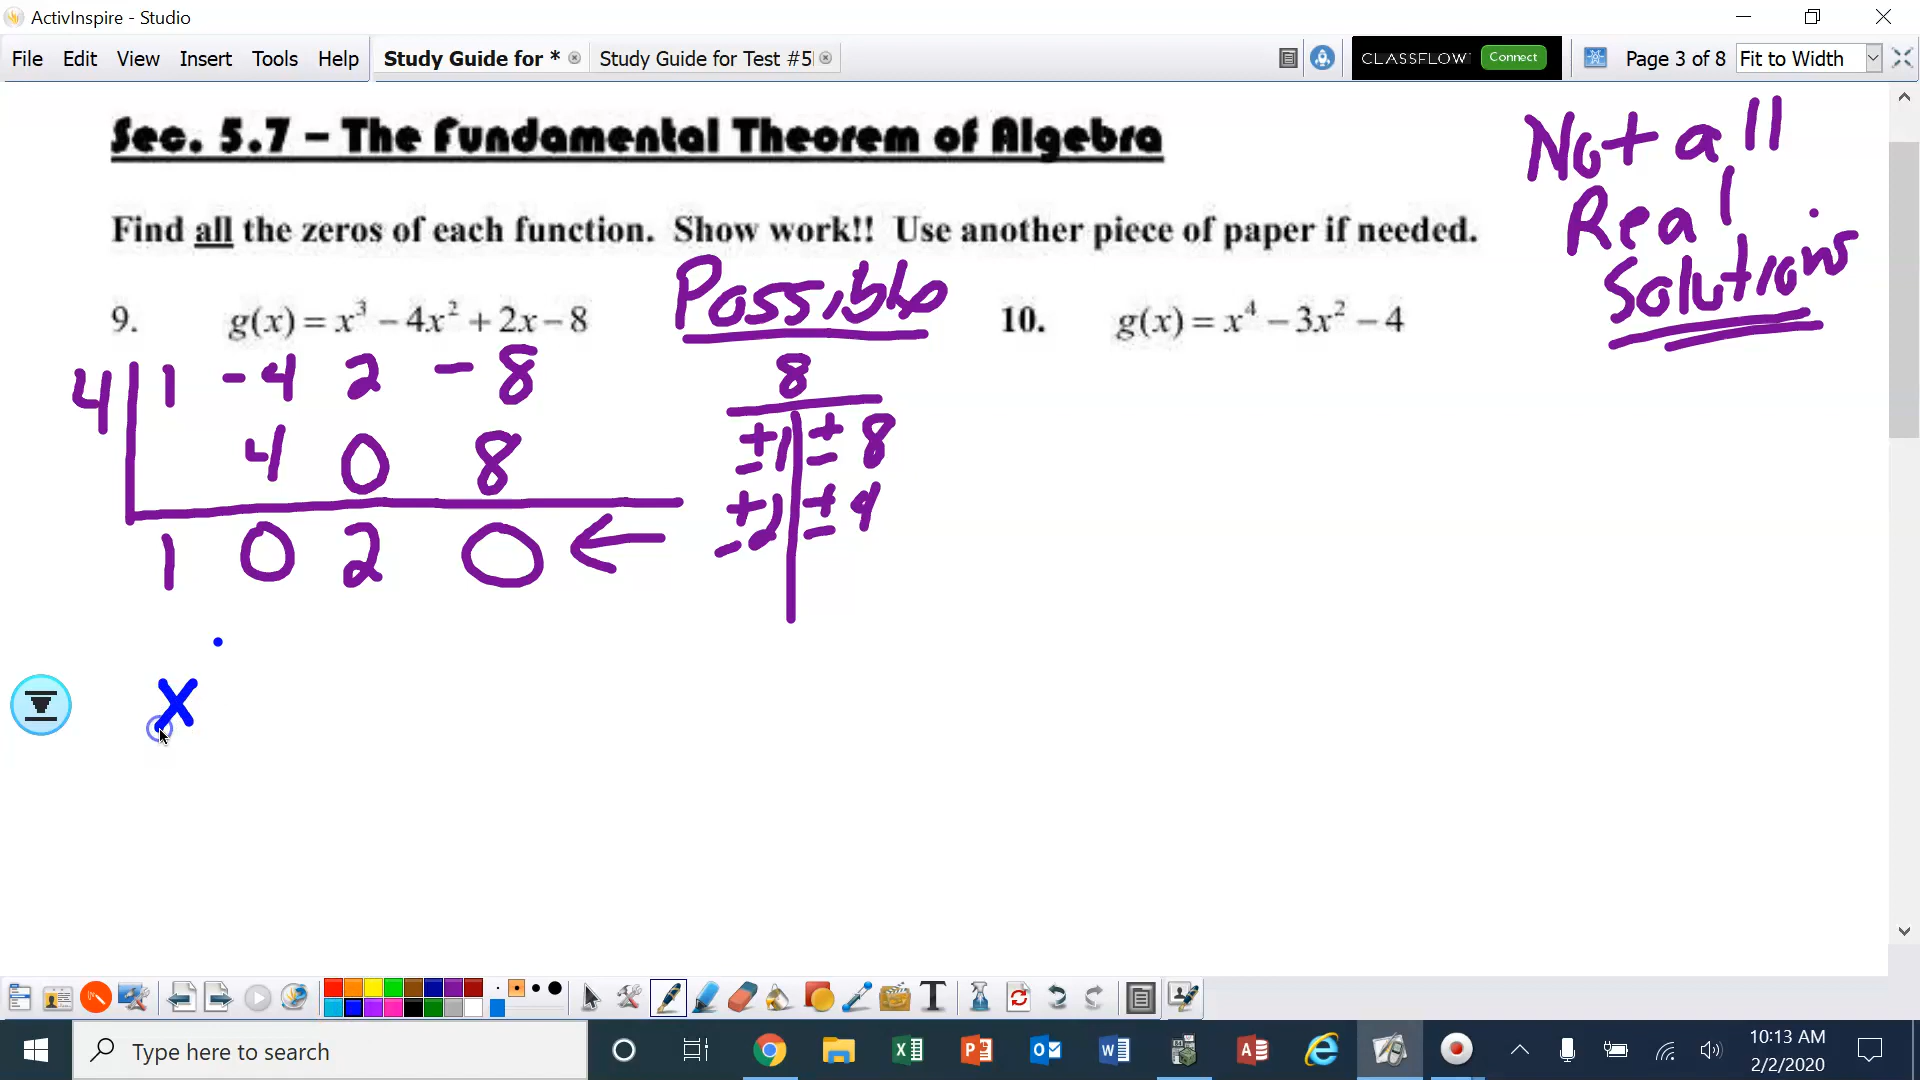 ActivInspire - Studio
File Edit View Insert Tools Help Study Guide for * Study Guide for Test #5 CLASSFLOW Connect Page 3 of 8 Fit to Width
Sec. 5.7 – The Fundamental Theorem of Algebra
Not all
Real
Solutions
Find all the zeros of each function. Show work!! Use another piece of paper if needed.
Possible
9. g(x) = x³ − 4x² + 2x − 8
10. g(x) = x⁴ − 3x² − 4
4 1 -4 2 -8
4 0 8
1 0 2 0 ←
8
±1 ±8
±2 ±4
x
T
Type here to search
10:13 AM
2/2/2020